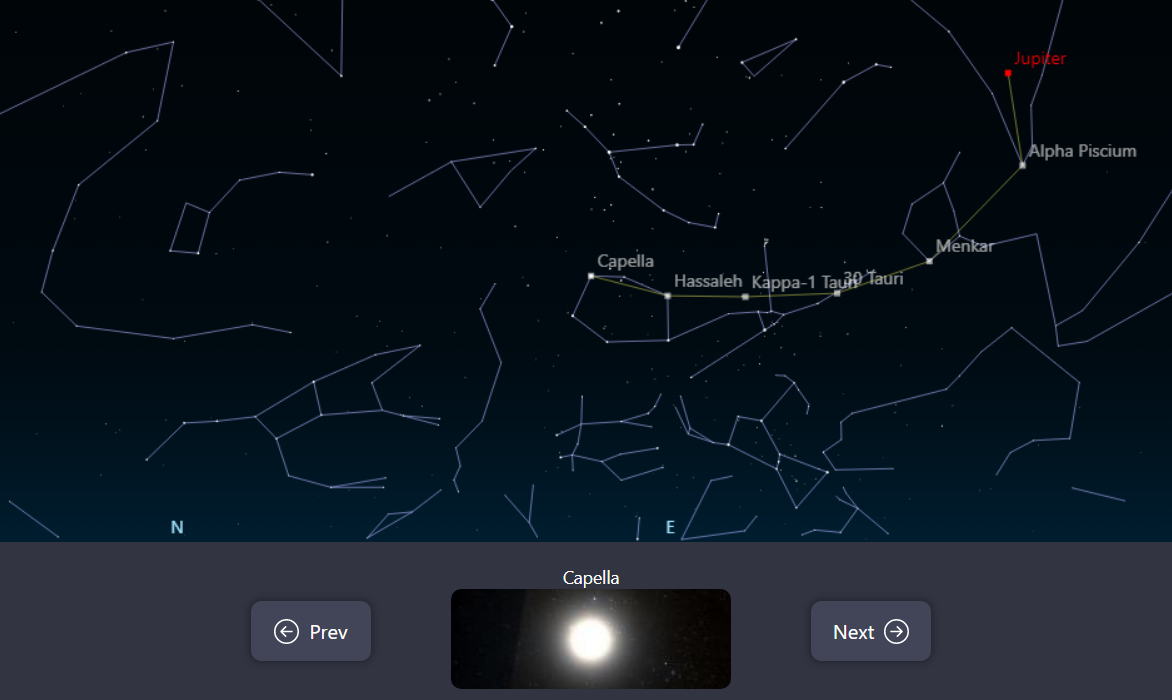 Jupiter
Alpha Piscium
Menkar
Capella
Hassaleh
Kappa-1 Tauri
30 Tauri
N
E
Capella
Prev
Next